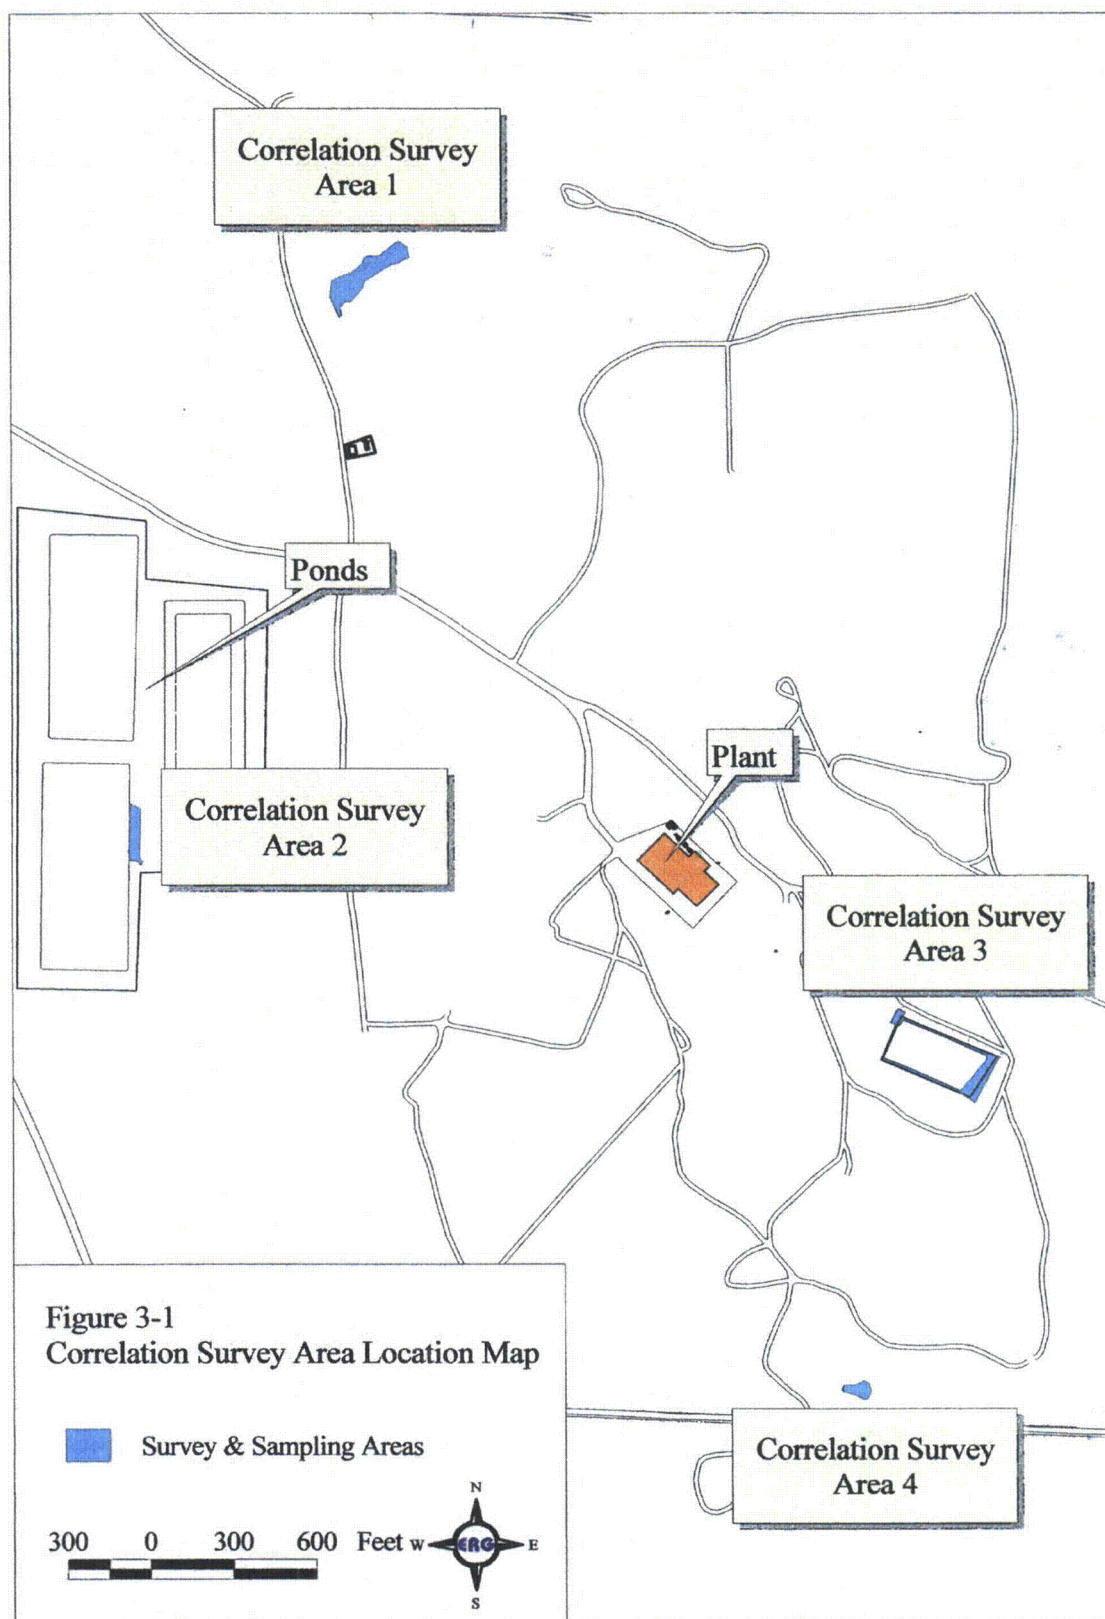 Correlation Survey
Area 1
Ponds
Plant
Correlation Survey
Area 2
Correlation Survey
Area 3
Figure 3-1
Correlation Survey Area Location Map
Survey & Sampling Areas
Correlation Survey
Area 4
300 0 300 600 Feet
N
W ERG E
S